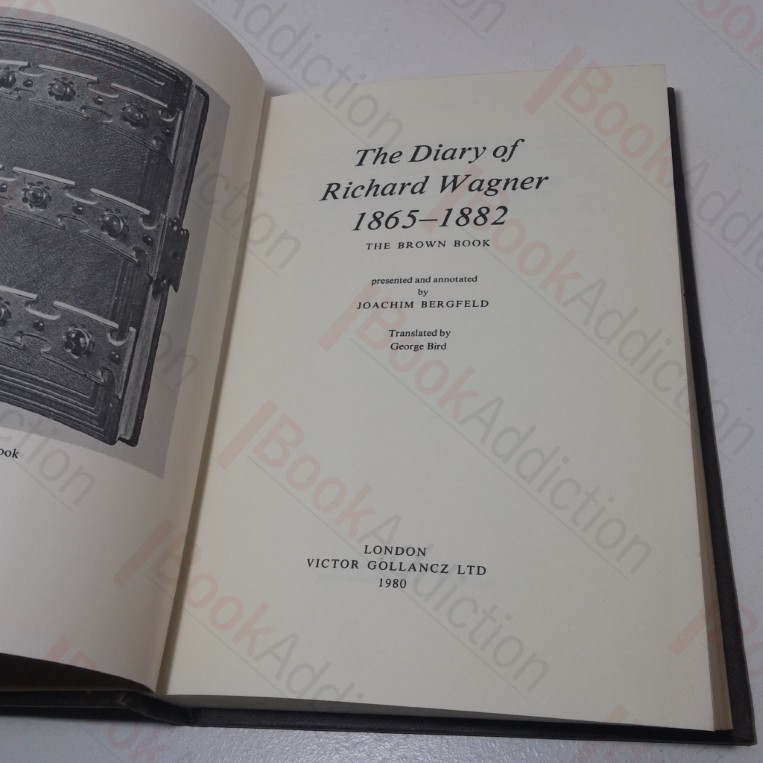 The Diary of
Richard Wagner
1865–1882
THE BROWN BOOK
presented and annotated
by
JOACHIM BERGFELD
Translated by
George Bird
LONDON
VICTOR GOLLANCZ LTD
1980
BookAddiction